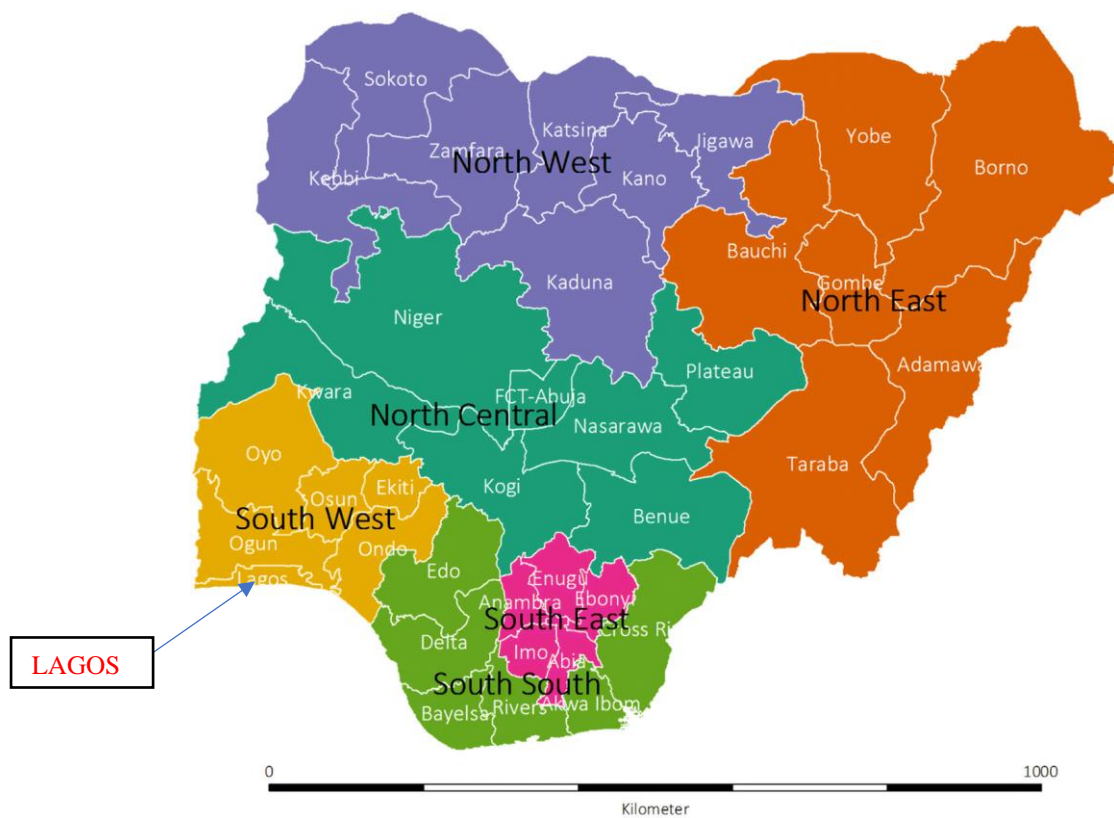 Sokoto
Katsina
Zamfara
North West
Jigawa
Yobe
Borno
Kebbi
Kano
Bauchi
Kaduna
Gombe
North East
Niger
Adamawa
Plateau
Kwara
FCT-Abuja
North Central
Nasarawa
Oyo
Taraba
Kogi
Ekiti
Osun
South West
Benue
Ogun
Ondo
Edo
Lagos
Enugu
Anambra
Ebonyi
South East
Cross Ri
Delta
LAGOS
Imo
Abia
South South
Bayelsa
Rivers
Akwa Ibom
0 1000
Kilometer